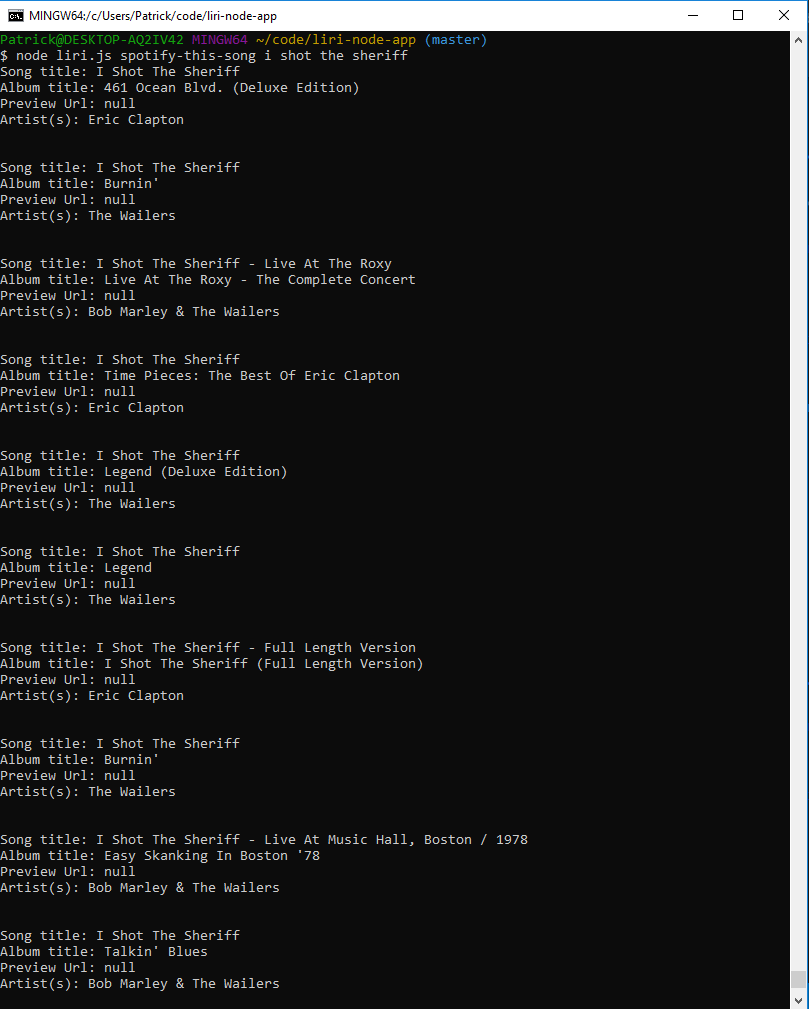 MINGW64:/c/Users/Patrick/code/liri-node-app
Patrick@DESKTOP-AQ2IV42 MINGW64 ~/code/liri-node-app (master)
$ node liri.js spotify-this-song i shot the sheriff
Song title: I Shot The Sheriff
Album title: 461 Ocean Blvd. (Deluxe Edition)
Preview Url: null
Artist(s): Eric Clapton
Song title: I Shot The Sheriff
Album title: Burnin'
Preview Url: null
Artist(s): The Wailers
Song title: I Shot The Sheriff - Live At The Roxy
Album title: Live At The Roxy - The Complete Concert
Preview Url: null
Artist(s): Bob Marley & The Wailers
Song title: I Shot The Sheriff
Album title: Time Pieces: The Best Of Eric Clapton
Preview Url: null
Artist(s): Eric Clapton
Song title: I Shot The Sheriff
Album title: Legend (Deluxe Edition)
Preview Url: null
Artist(s): The Wailers
Song title: I Shot The Sheriff
Album title: Legend
Preview Url: null
Artist(s): The Wailers
Song title: I Shot The Sheriff - Full Length Version
Album title: I Shot The Sheriff (Full Length Version)
Preview Url: null
Artist(s): Eric Clapton
Song title: I Shot The Sheriff
Album title: Burnin'
Preview Url: null
Artist(s): The Wailers
Song title: I Shot The Sheriff - Live At Music Hall, Boston / 1978
Album title: Easy Skanking In Boston '78
Preview Url: null
Artist(s): Bob Marley & The Wailers
Song title: I Shot The Sheriff
Album title: Talkin' Blues
Preview Url: null
Artist(s): Bob Marley & The Wailers